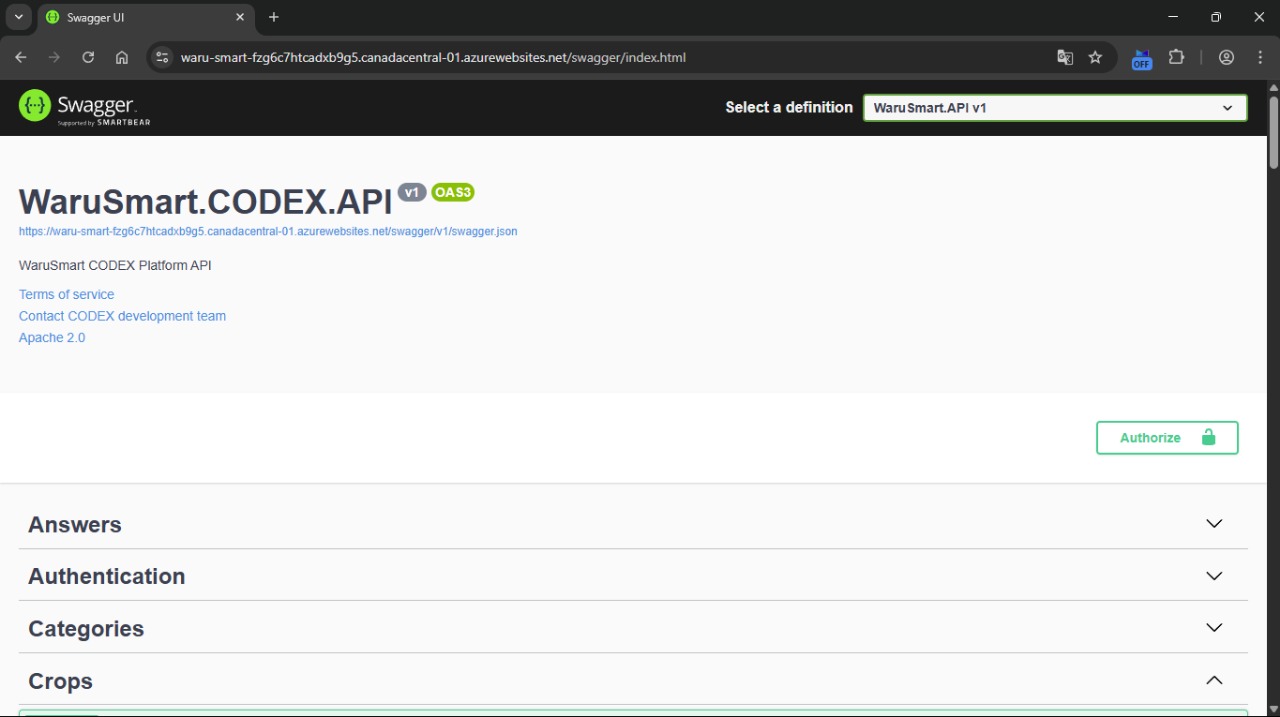 Swagger UI
waru-smart-fzg6c7htcadxb9g5.canadacentral-01.azurewebsites.net/swagger/index.html
OFF
Swagger.
Supported by SMARTBEAR
Select a definition
WaruSmart.API v1
WaruSmart.CODEX.API v1 OAS3
https://waru-smart-fzg6c7htcadxb9g5.canadacentral-01.azurewebsites.net/swagger/v1/swagger.json
WaruSmart CODEX Platform API
Terms of service
Contact CODEX development team
Apache 2.0
Authorize
Answers
Authentication
Categories
Crops